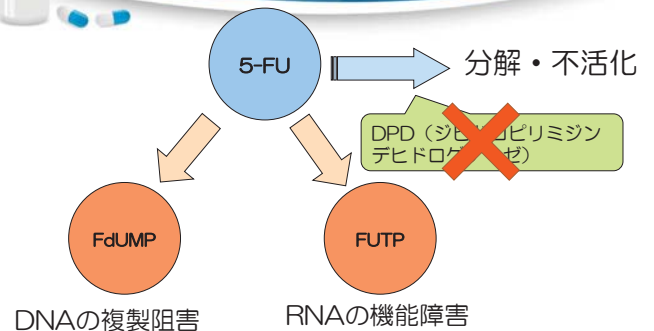 5-FU
分解・不活化
DPD（ジヒ ロピリミジン
デヒドロゲ ゼ）
FdUMP
FUTP
DNAの複製阻害
RNAの機能障害